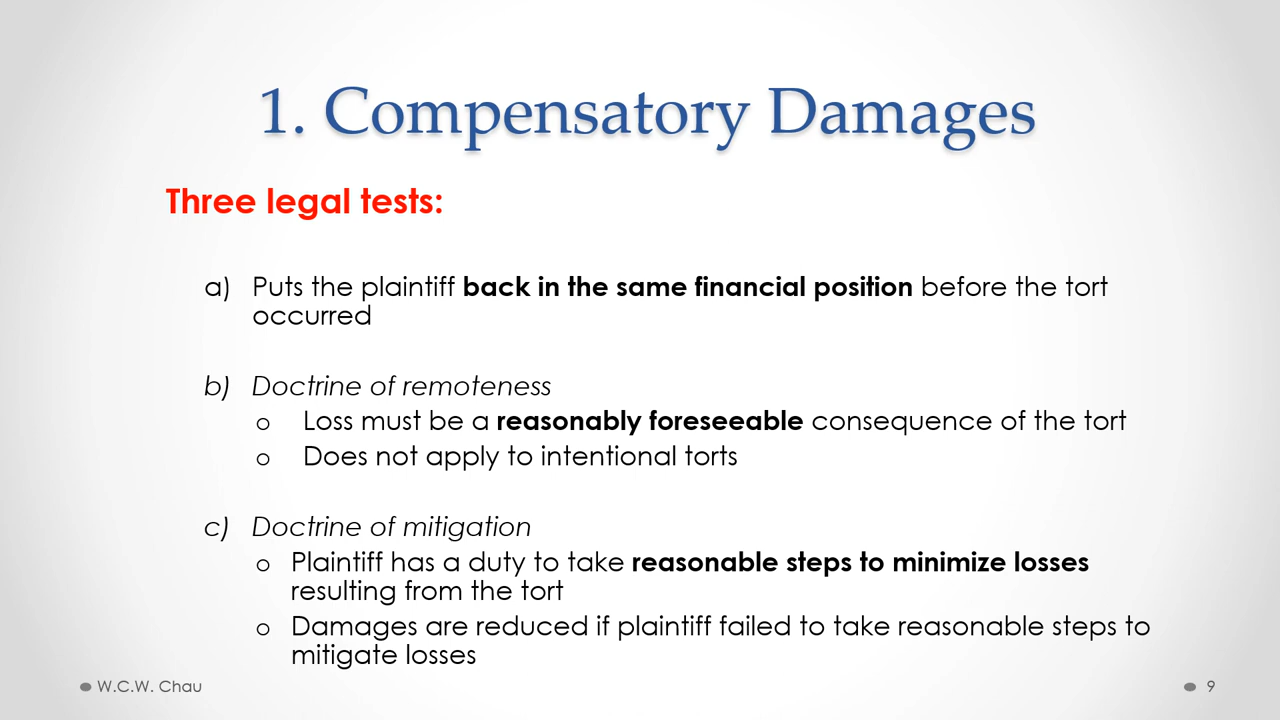 1. Compensatory Damages
Three legal tests:
a) Puts the plaintiff back in the same financial position before the tort
occurred
b) Doctrine of remoteness
o Loss must be a reasonably foreseeable consequence of the tort
o Does not apply to intentional torts
c) Doctrine of mitigation
o Plaintiff has a duty to take reasonable steps to minimize losses
resulting from the tort
o Damages are reduced if plaintiff failed to take reasonable steps to
mitigate losses
W.C.W. Chau
9